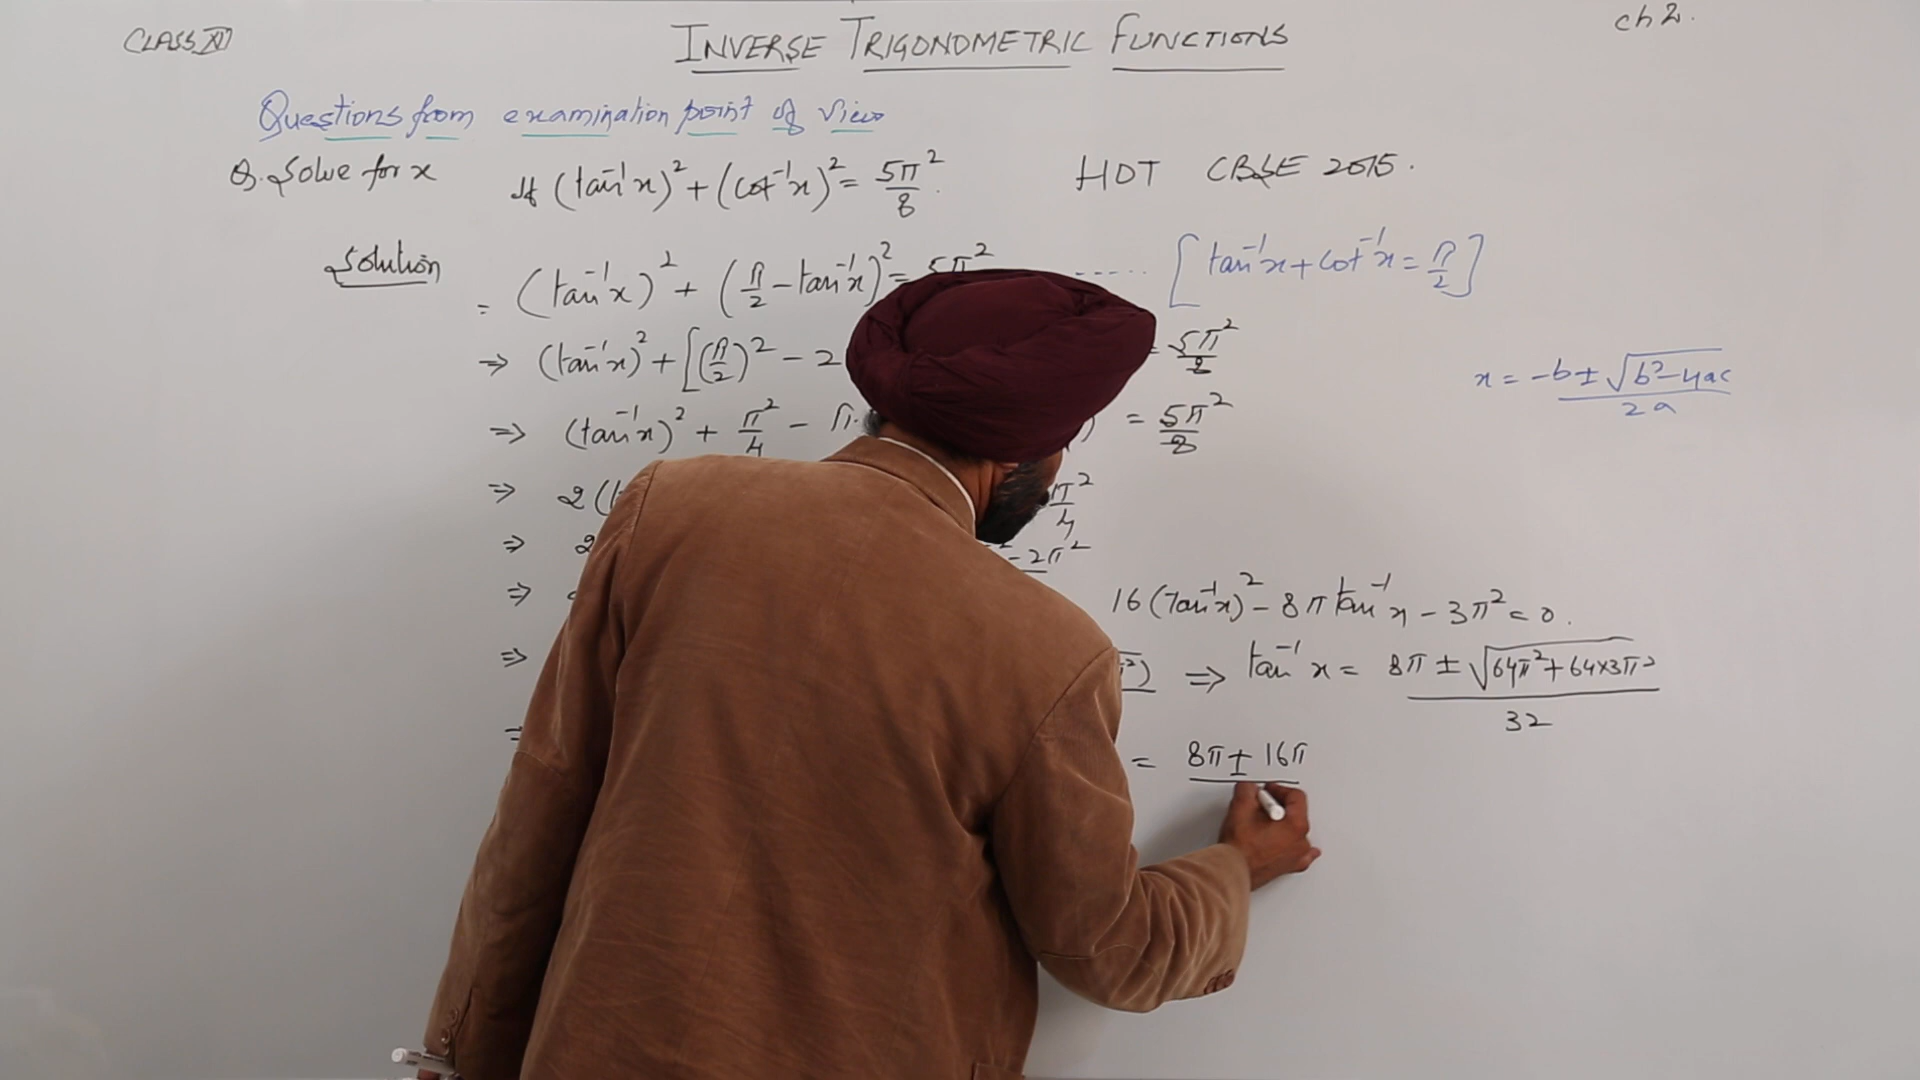 CLASS XII
INVERSE TRIGONOMETRIC FUNCTIONS
ch 2.
Questions from examination point of View
Q. Solve for x If (tan⁻¹x)² + (cot⁻¹x)² = 5π²/8. HOT CBSE 2015.
Solution
= (tan⁻¹x)² + (π/2 - tan⁻¹x)² = 5π² ..... [tan⁻¹x + cot⁻¹x = π/2]
⇒ (tan⁻¹x)² + [(π/2)² - 2 = 5π²/8
x = -b ± √b²-4ac / 2a
⇒ (tan⁻¹x)² + π²/4 - π. ) = 5π²/8
⇒ 2( π²/4
⇒ 2 - 2π²
⇒ 16(tan⁻¹x)² - 8π tan⁻¹x - 3π² = 0.
⇒ π²) ⇒ tan⁻¹x = 8π ± √64π² + 64×3π² / 32
= = 8π ± 16π